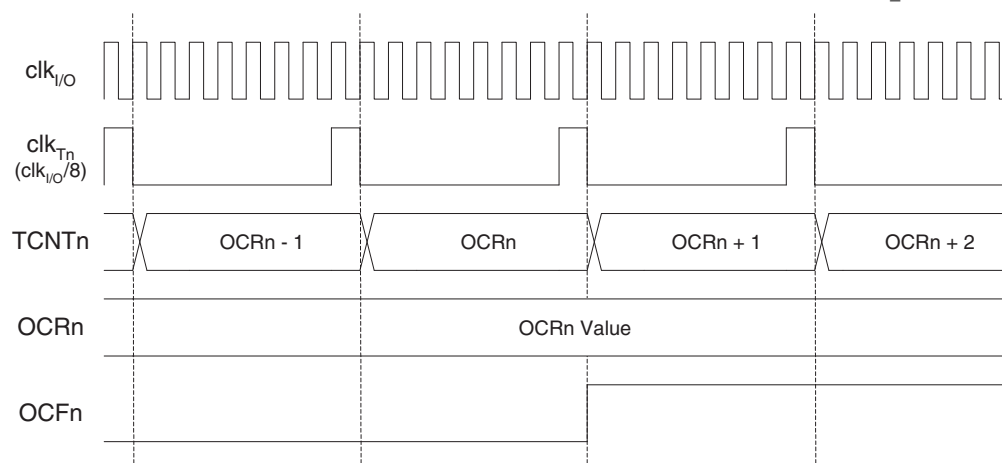 clkI/O
clkTn
(clkI/O/8)
TCNTn
OCRn - 1
OCRn
OCRn + 1
OCRn + 2
OCRn
OCRn Value
OCFn